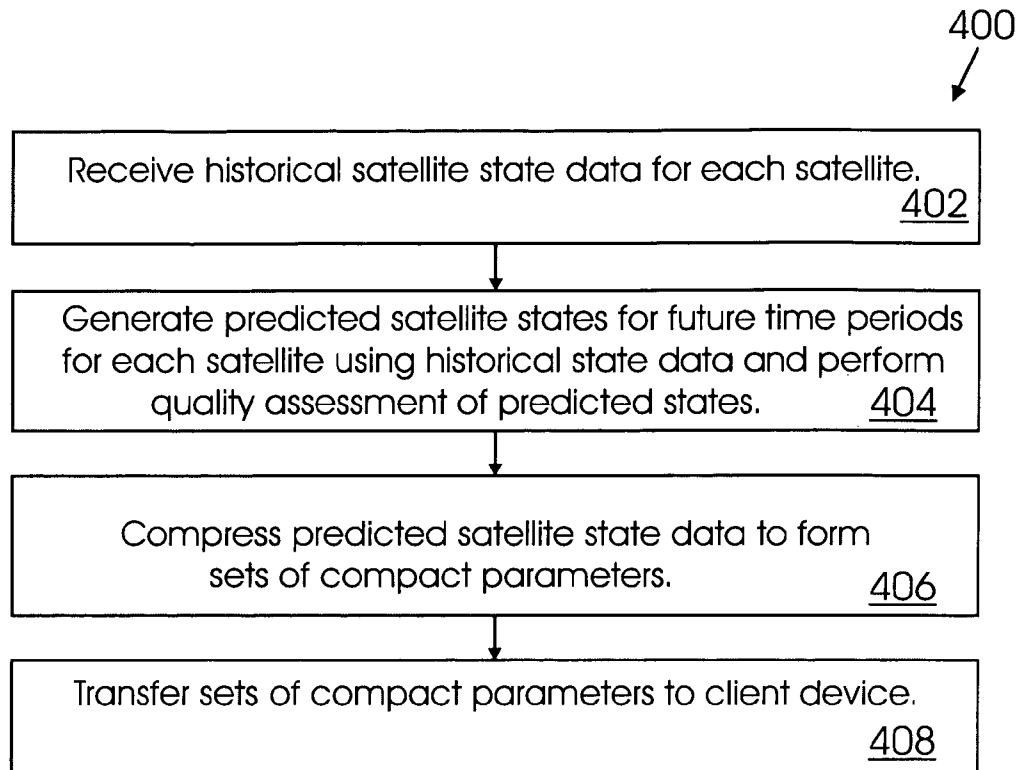 400
Receive historical satellite state data for each satellite.
402
Generate predicted satellite states for future time periods
for each satellite using historical state data and perform
quality assessment of predicted states. 404
Compress predicted satellite state data to form
sets of compact parameters. 406
Transfer sets of compact parameters to client device.
408